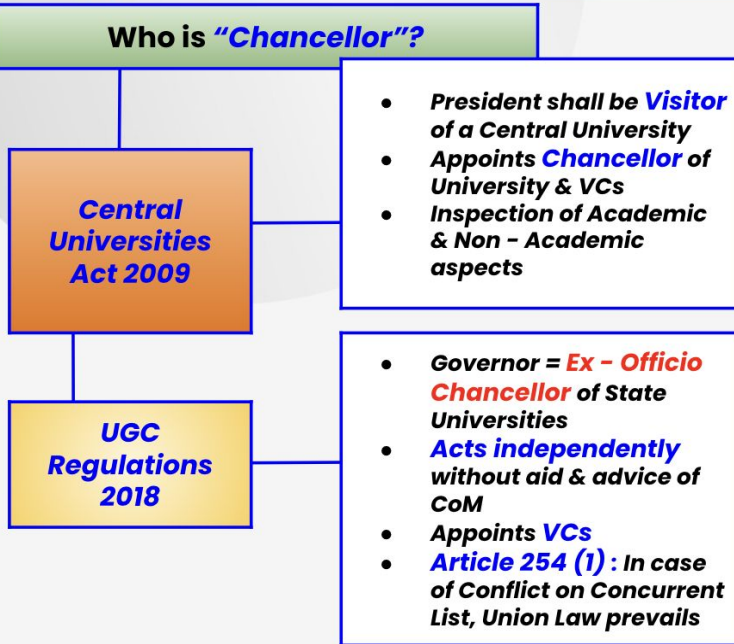 Who is “Chancellor”?
Central
Universities
Act 2009
● President shall be Visitor
of a Central University
● Appoints Chancellor of
University & VCs
● Inspection of Academic
& Non - Academic
aspects
UGC
Regulations
2018
● Governor = Ex - Officio
Chancellor of State
Universities
● Acts independently
without aid & advice of
CoM
● Appoints VCs
● Article 254 (1) : In case
of Conflict on Concurrent
List, Union Law prevails